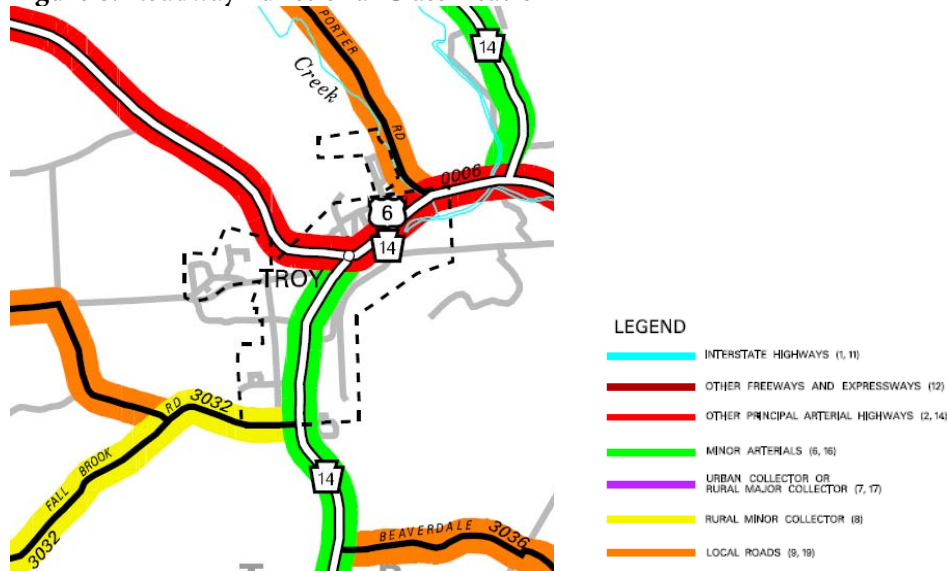 14
PORTER
RD
Creek
0006
6
14
TROY
RD 3032
FALL BROOK
3032
14
BEAVERDALE 3036
LEGEND
INTERSTATE HIGHWAYS (1, 11)
OTHER FREEWAYS AND EXPRESSWAYS (12)
OTHER PRINCIPAL ARTERIAL HIGHWAYS (2, 14)
MINOR ARTERIALS (6, 16)
URBAN COLLECTOR OR
RURAL MAJOR COLLECTOR (7, 17)
RURAL MINOR COLLECTOR (8)
LOCAL ROADS (9, 19)